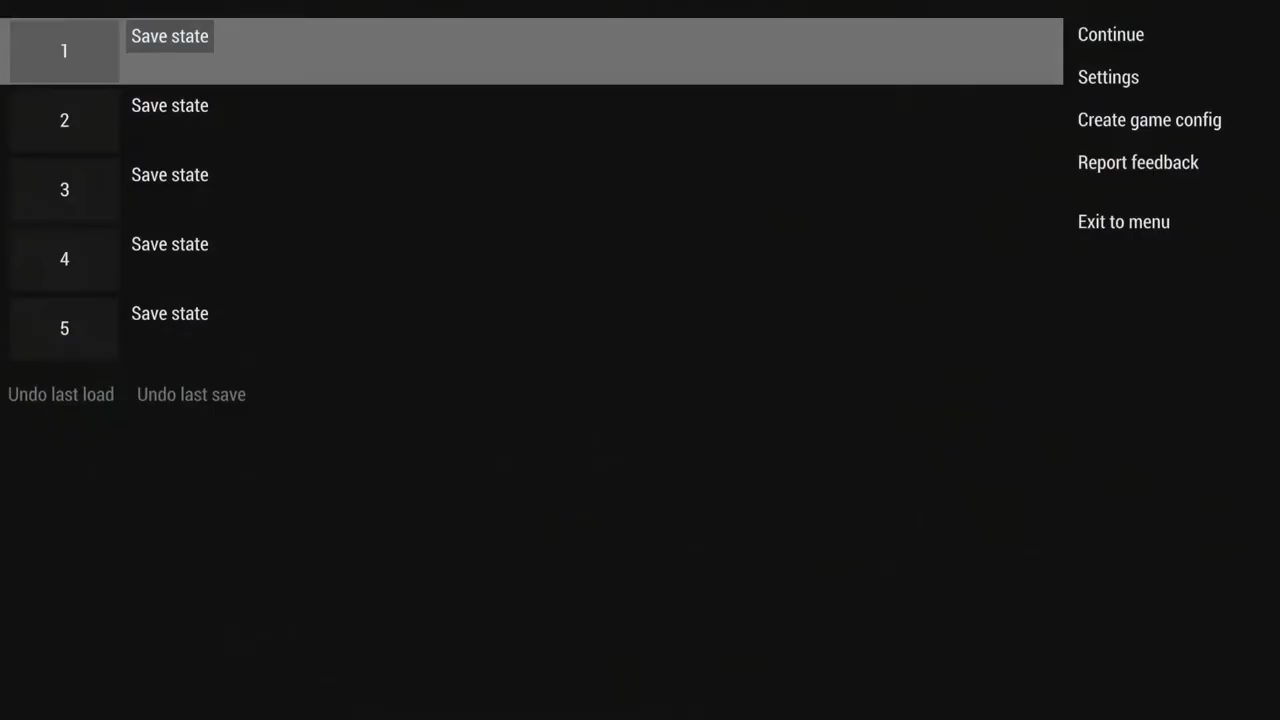 1
Save state
2
Save state
3
Save state
4
Save state
5
Save state
Undo last load
Undo last save
Continue
Settings
Create game config
Report feedback
Exit to menu